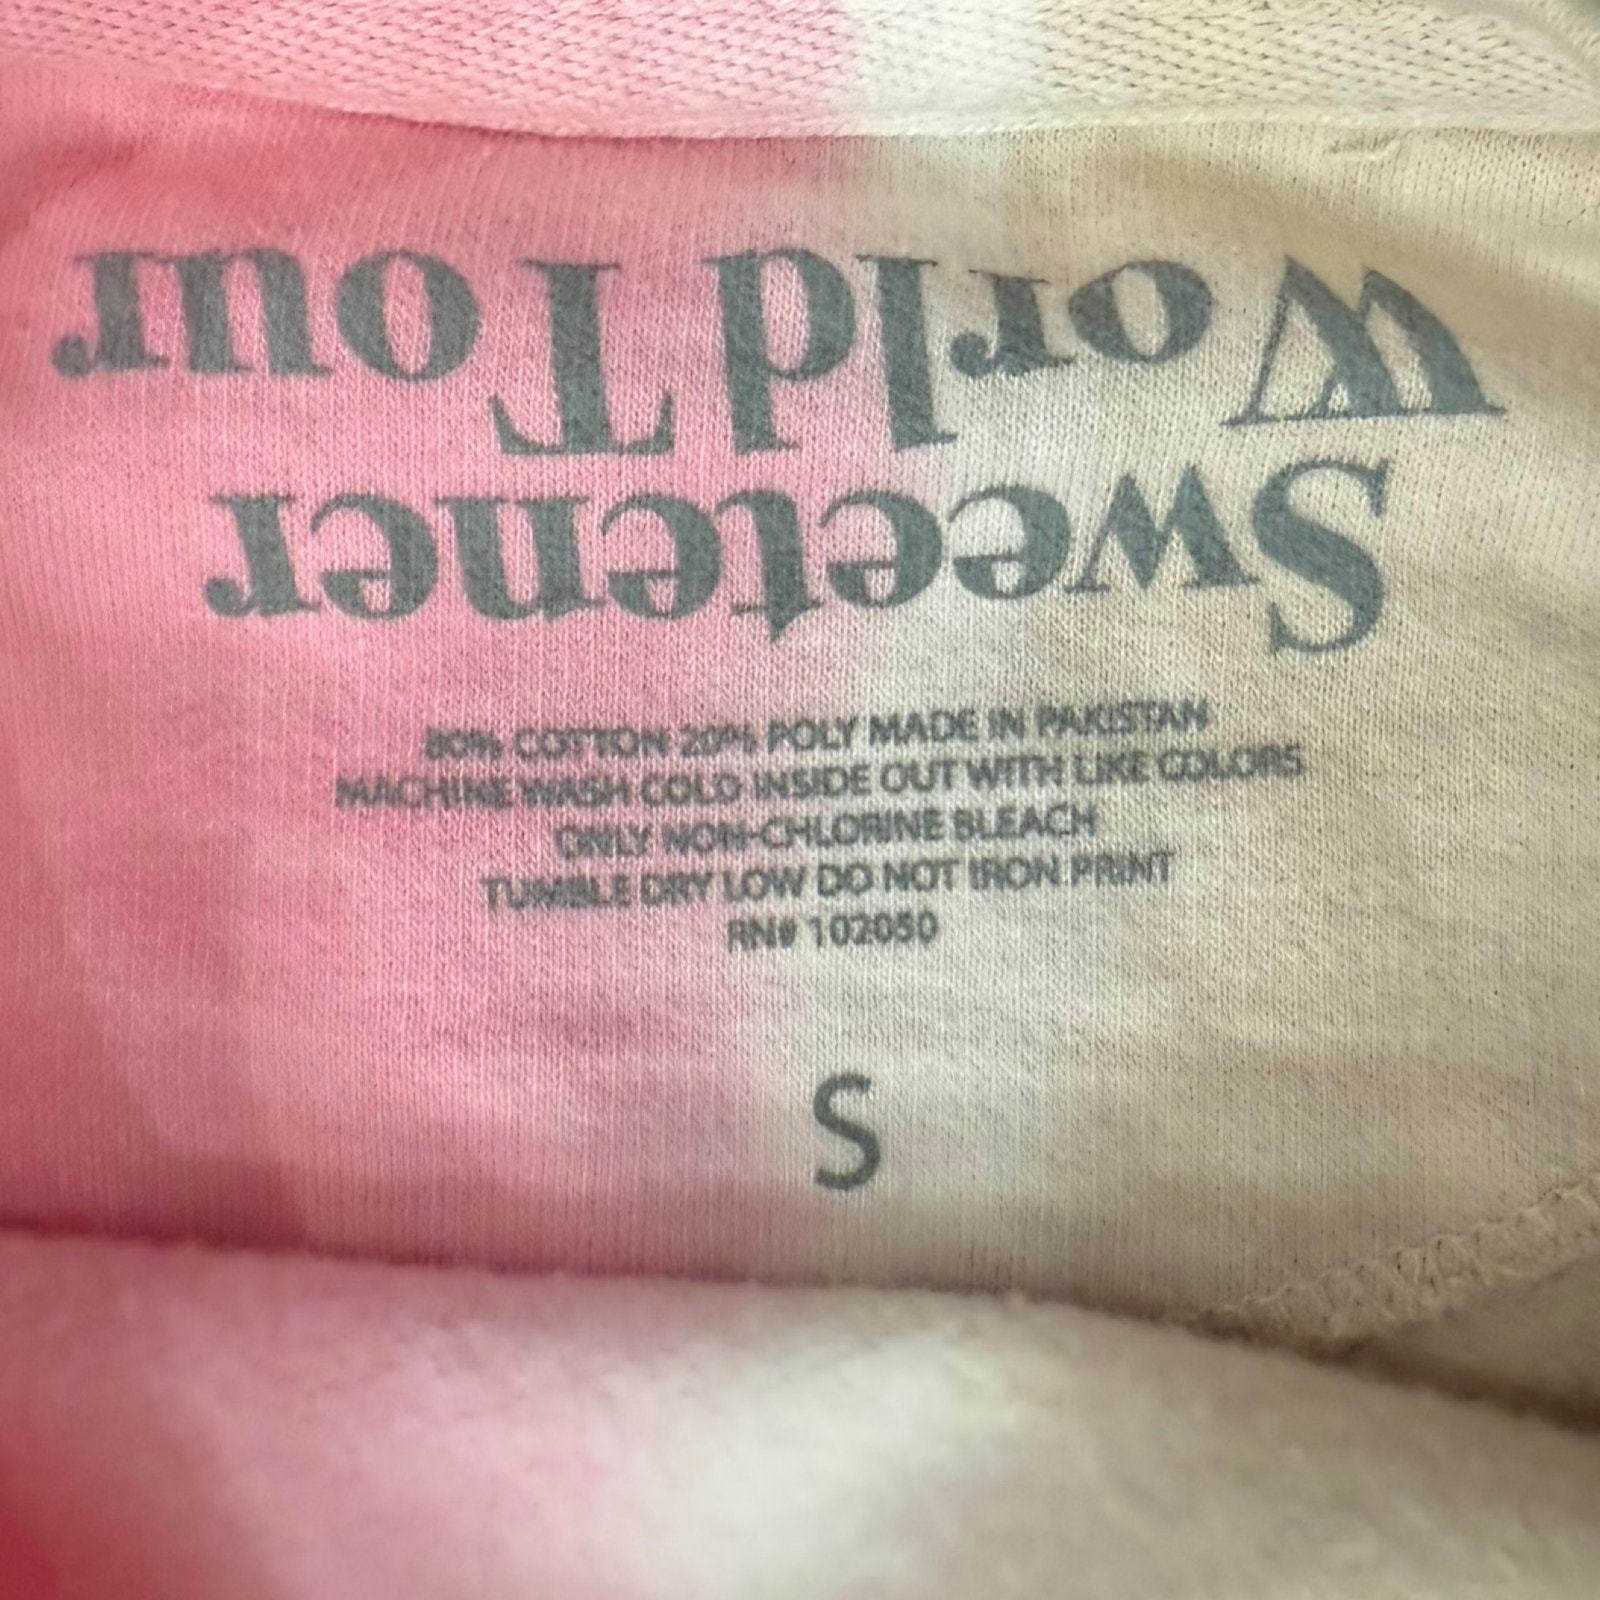 Sweetener
World Tour
80% COTTON 20% POLY MADE IN PAKISTAN
MACHINE WASH COLD INSIDE OUT WITH LIKE COLORS
ONLY NON-CHLORINE BLEACH
TUMBLE DRY LOW DO NOT IRON PRINT
RN# 102050
S